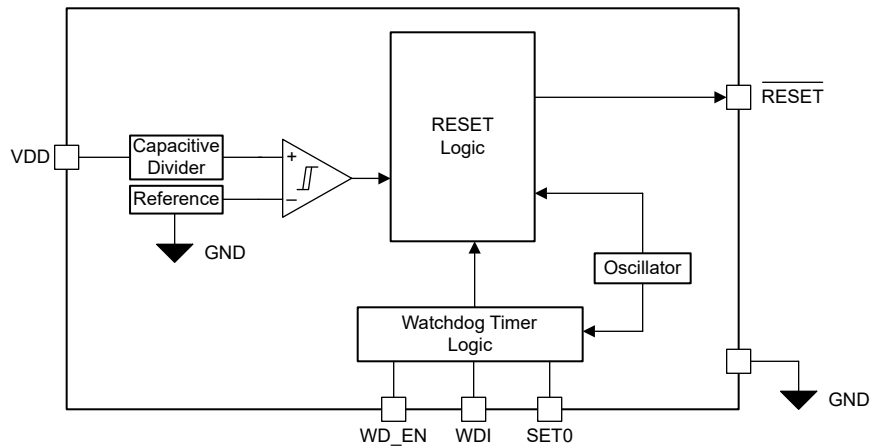 RESET
VDD
Capacitive
Divider
+
Reference
–
GND
RESET
Logic
Oscillator
Watchdog Timer
Logic
GND
WD_EN
WDI
SET0